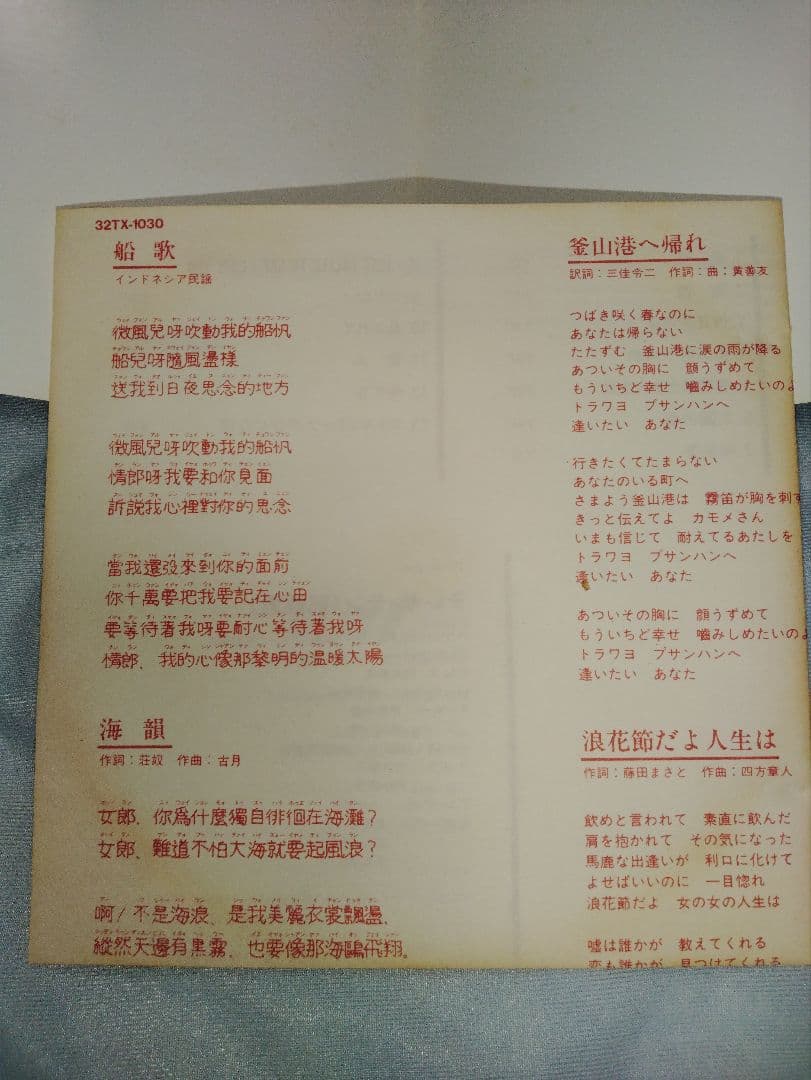 32TX-1030
船歌
インドネシア民謡
微風兒呀吹動我的船帆
船兒呀隨風盪樣
送我到日夜思念的地方
微風兒呀吹動我的船帆
情郎呀我要和你見面
訴説我心裡對你的思念
當我還没來到你的面前
你千萬要把我要記在心田
要等待著我呀要耐心等待著我呀
情郎、我的心像那黎明的温暖太陽
海韻
作詞:荘奴 作曲:古月
女郎、你爲什麼獨自徘徊在海灘?
女郎、難道不怕大海就要起風浪?
啊!不是海浪、是我美麗衣裳飄盪、
縱然天邊有黒霧、也要像那海鷗飛翔。
釜山港へ帰れ
訳詞:三佳令二 作詞:曲:黄善友
つばき咲く春なのに
あなたは帰らない
たたずむ 釜山港に涙の雨が降る
あついその胸に 顔うずめて
もういちど幸せ 噛みしめたいのよ
トラワヨ プサンハンへ
逢いたい あなた
行きたくてたまらない
あなたのいる町へ
さまよう釜山港は 霧笛が胸を刺す
きっと伝えてよ カモメさん
いまも信じて 耐えてるあたしを
トラワヨ プサンハンへ
逢いたい あなた
あついその胸に 顔うずめて
もういちど幸せ 噛みしめたいのよ
トラワヨ プサンハンへ
逢いたい あなた
浪花節だよ人生は
作詞:藤田まさと 作曲:四方章人
飲めと言われて 素直に飲んだ
肩を抱かれて その気になった
馬鹿な出逢いが 利口に化けて
よせばいいのに 一目惚れ
浪花節だよ 女の女の人生は
嘘は誰かが 教えてくれる
恋も誰かが 見つけてくれる